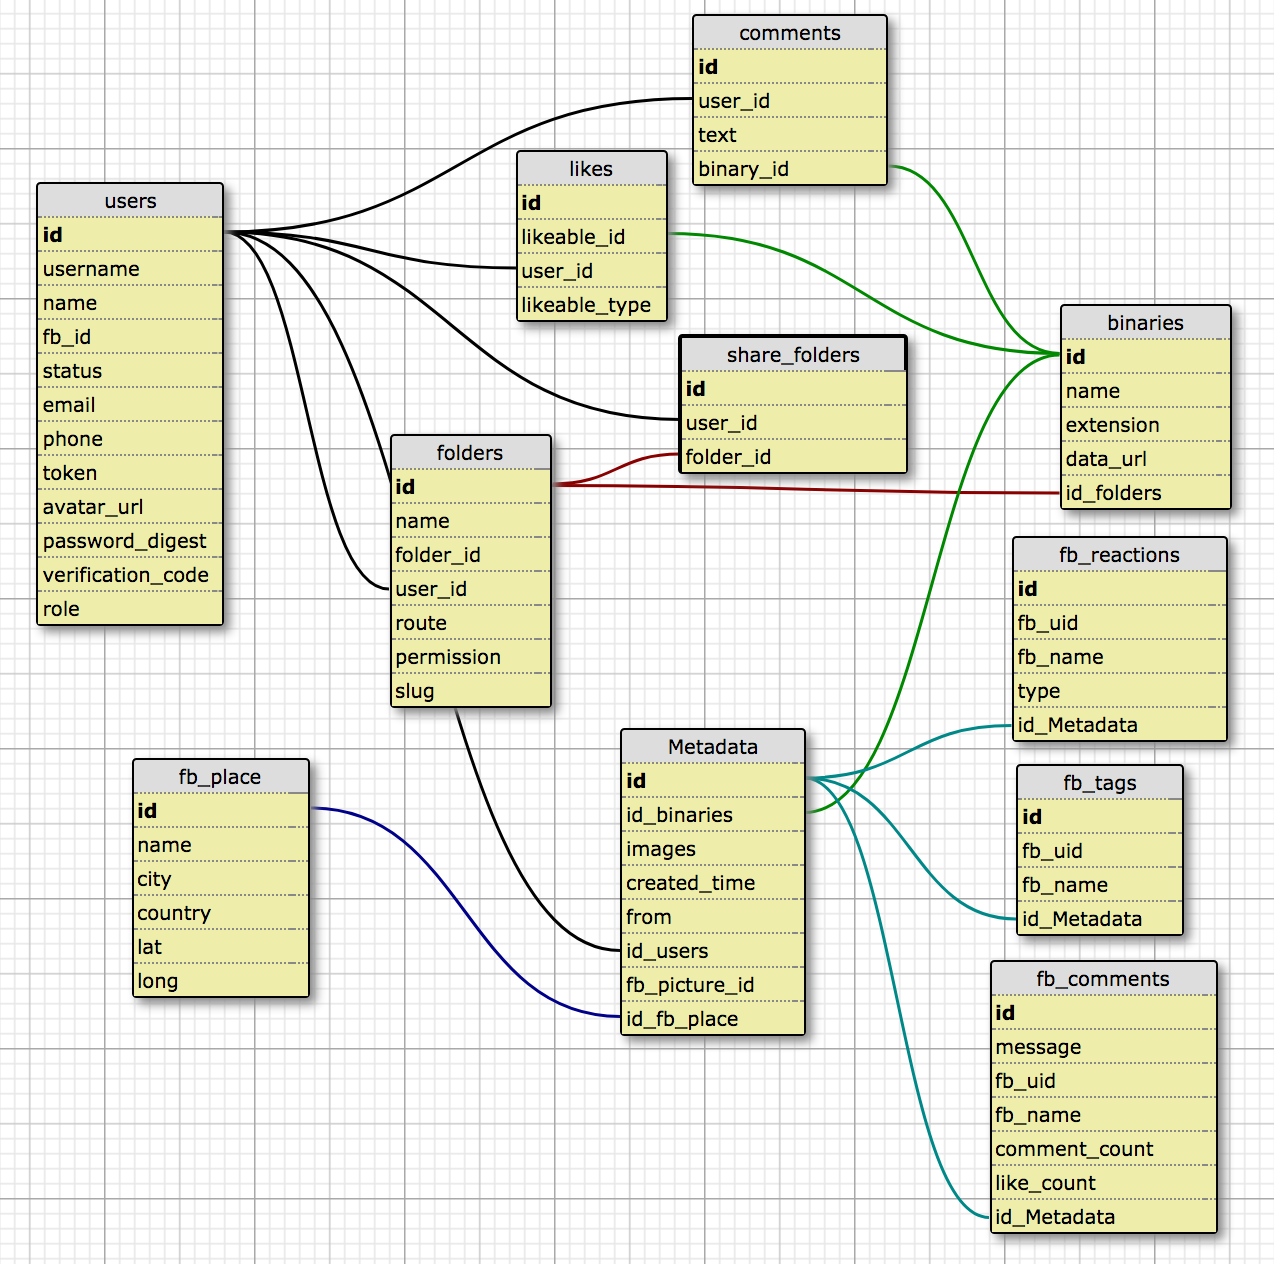 comments
id
user_id
text
binary_id
likes
id
likeable_id
user_id
likeable_type
users
id
username
name
fb_id
status
email
phone
token
avatar_url
password_digest
verification_code
role
share_folders
id
user_id
folder_id
binaries
id
name
extension
data_url
id_folders
folders
id
name
folder_id
user_id
route
permission
slug
fb_reactions
id
fb_uid
fb_name
type
id_Metadata
Metadata
id
id_binaries
images
created_time
from
id_users
fb_picture_id
id_fb_place
fb_place
id
name
city
country
lat
long
fb_tags
id
fb_uid
fb_name
id_Metadata
fb_comments
id
message
fb_uid
fb_name
comment_count
like_count
id_Metadata